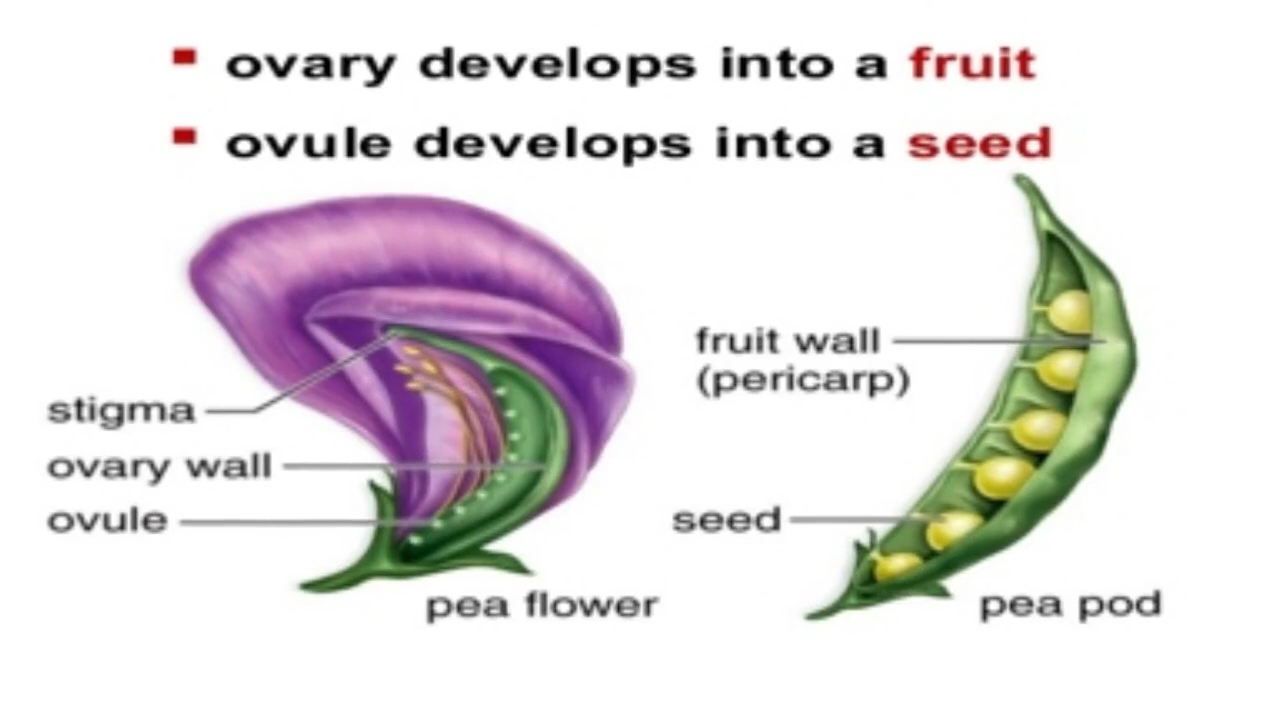 ▪ ovary develops into a fruit
▪ ovule develops into a seed
stigma
ovary wall
ovule
pea flower
fruit wall
(pericarp)
seed
pea pod